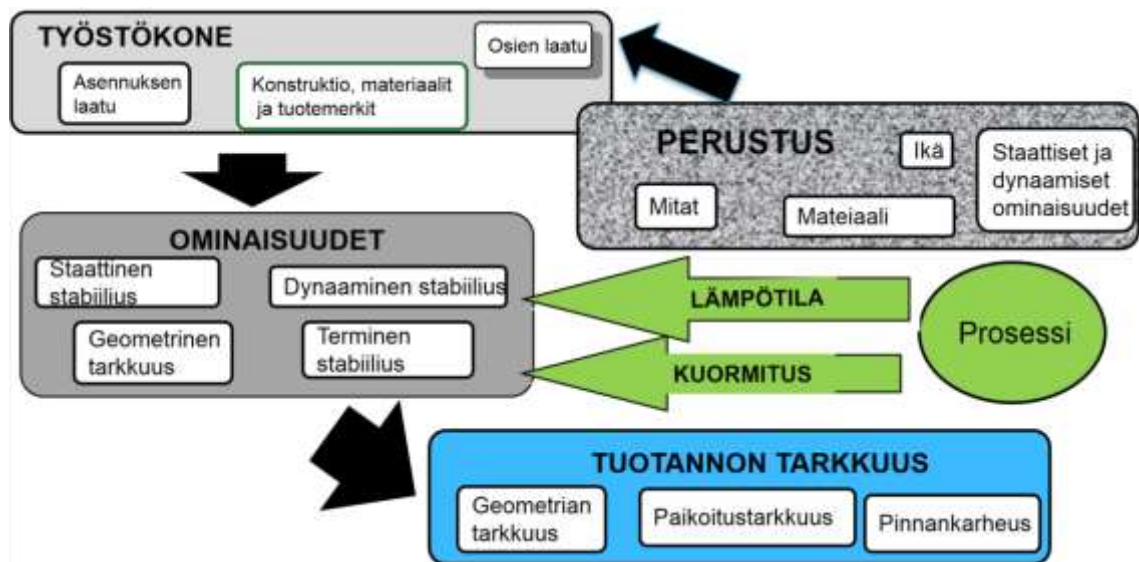 TYÖSTÖKONE
Osien laatu
Asennuksen
laatu
Konstruktio, materiaalit
ja tuotemerkit
PERUSTUS
Ikä
Staattiset ja
dynaamiset
ominaisuudet
Mitat
Mateiaali
OMINAISUUDET
Staattinen
stabiilius
Dynaaminen stabiilius
Geometrinen
tarkkuus
Terminen
stabiilius
LÄMPÖTILA
KUORMITUS
Prosessi
TUOTANNON TARKKUUS
Geometrian
tarkkuus
Paikoitustarkkuus
Pinnankarheus